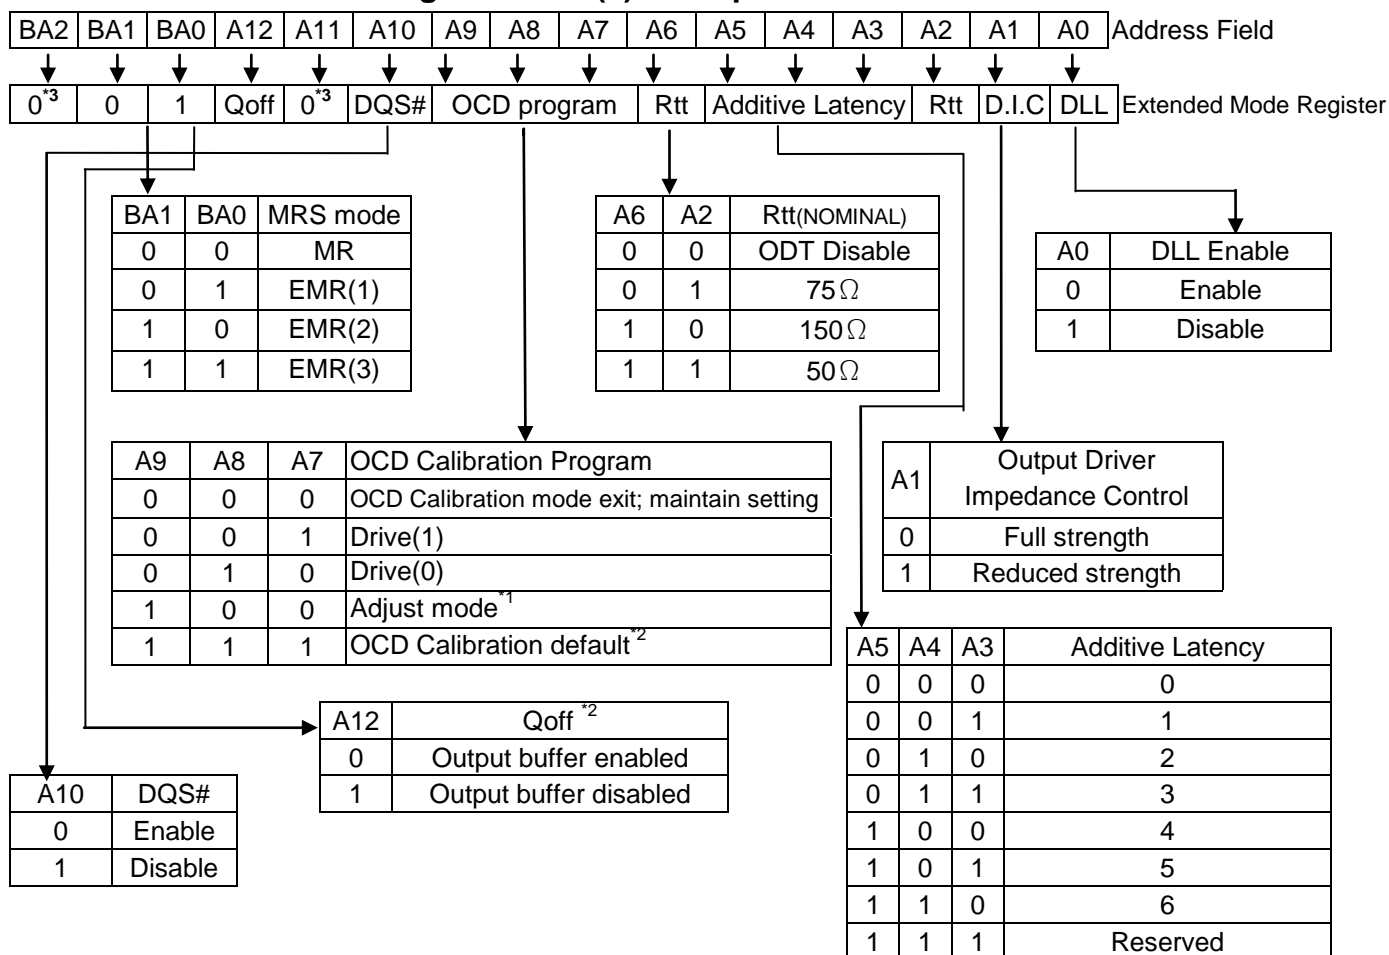 BA2 BA1 BA0 A12 A11 A10 A9 A8 A7 A6 A5 A4 A3 A2 A1 A0 Address Field
0*3 0 1 Qoff 0*3 DQS# OCD program Rtt Additive Latency Rtt D.I.C DLL Extended Mode Register
BA1 BA0 MRS mode
0 0 MR
0 1 EMR(1)
1 0 EMR(2)
1 1 EMR(3)
A6 A2 Rtt(NOMINAL)
0 0 ODT Disable
0 1 75Ω
1 0 150Ω
1 1 50Ω
A0 DLL Enable
0 Enable
1 Disable
A9 A8 A7 OCD Calibration Program
0 0 0 OCD Calibration mode exit; maintain setting
0 0 1 Drive(1)
0 1 0 Drive(0)
1 0 0 Adjust mode*1
1 1 1 OCD Calibration default*2
A1 Output Driver
Impedance Control
0 Full strength
1 Reduced strength
A5 A4 A3 Additive Latency
0 0 0 0
0 0 1 1
0 1 0 2
0 1 1 3
1 0 0 4
1 0 1 5
1 1 0 6
1 1 1 Reserved
A12 Qoff *2
0 Output buffer enabled
1 Output buffer disabled
A10 DQS#
0 Enable
1 Disable